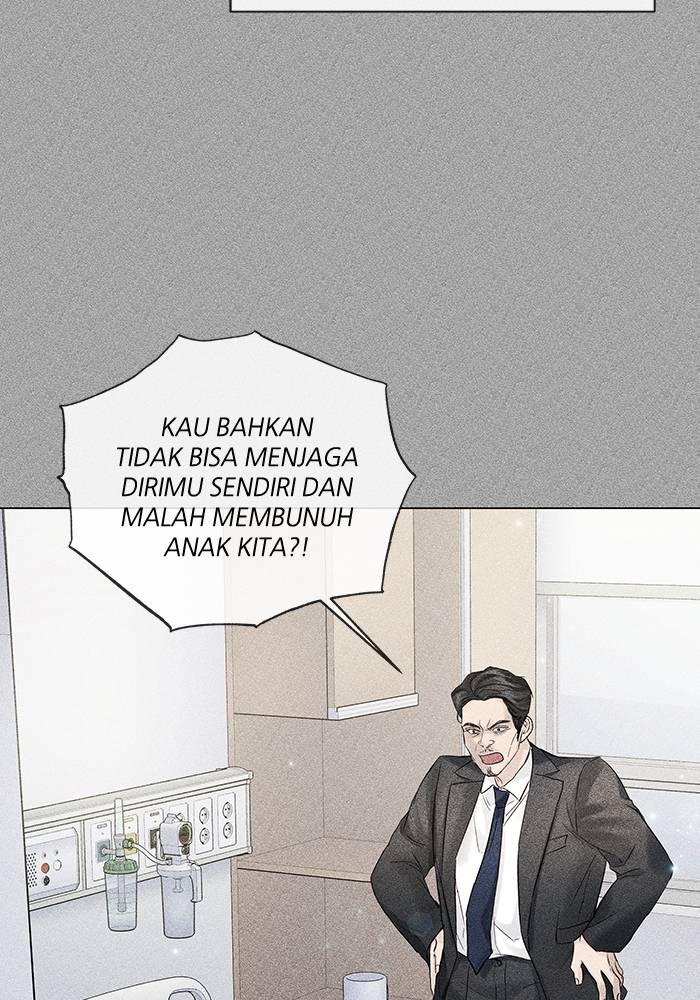 KAU BAHKAN
TIDAK BISA MENJAGA
DIRIMU SENDIRI DAN
MALAH MEMBUNUH
ANAK KITA?!